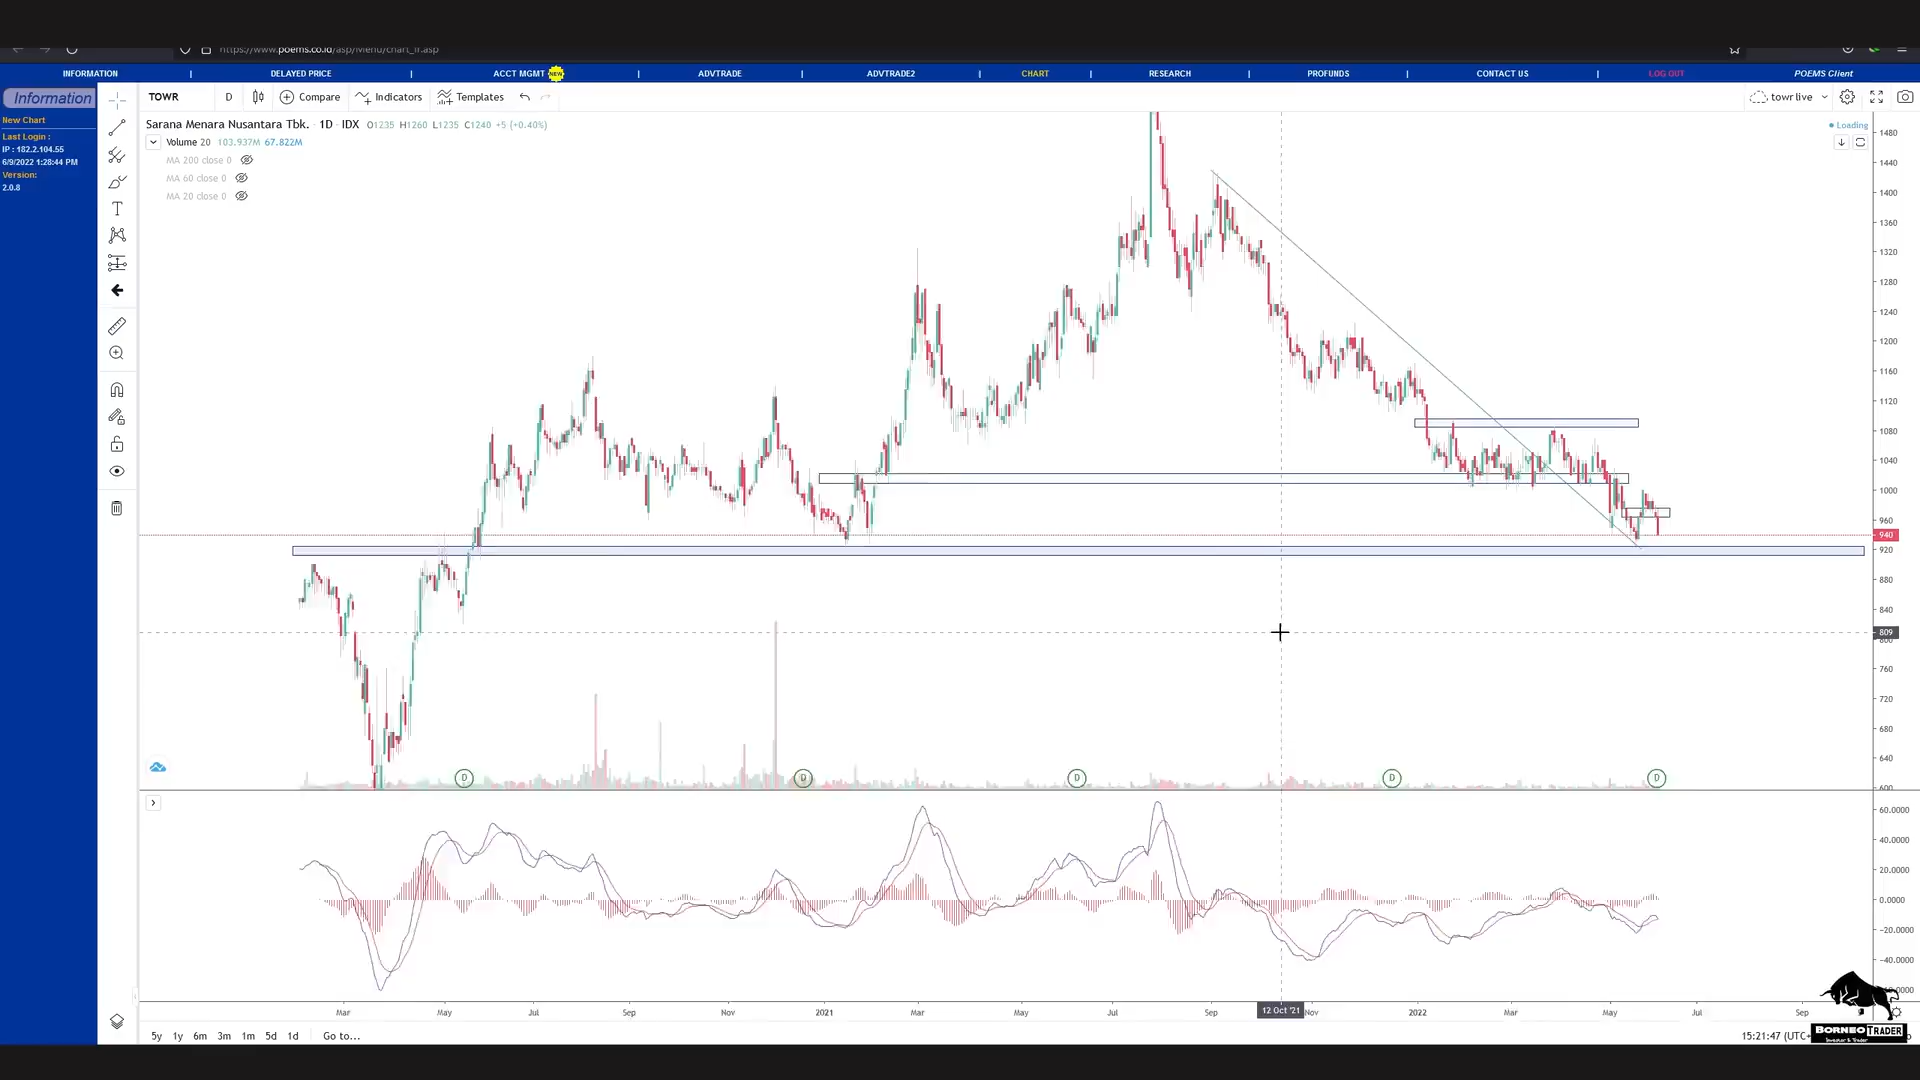 https://www.poems.co.id/asp/iMenu/chart_ir.asp
INFORMATION | DELAYED PRICE | ACCT MGMT NEW | ADVTRADE | ADVTRADE2 | CHART | RESEARCH | PROFUNDS | CONTACT US | LOG OUT POEMS Client
Information
New Chart
Last Login :
IP : 182.2.104.55
6/9/2022 1:28:44 PM
Version:
2.0.8
TOWR D Compare Indicators Templates towr live
Sarana Menara Nusantara Tbk. · 1D · IDX O1235 H1260 L1235 C1240 +5 (+0.40%)
Loading
Volume 20 103.937M 67.822M
MA 200 close 0
MA 60 close 0
MA 20 close 0
1480
1440
1400
1360
1320
1280
1240
1200
1160
1120
1080
1040
1000
960
940
920
880
840
809
800
760
720
680
640
600
D D D D D
60.0000
40.0000
20.0000
0.0000
-20.0000
-40.0000
Mar May Jul Sep Nov 2021 Mar May Jul Sep 12 Oct '21 Nov 2022 Mar May Jul Sep
5y 1y 6m 3m 1m 5d 1d Go to...
15:21:47 (UTC+
BORNEO TRADER
Investor & Trader